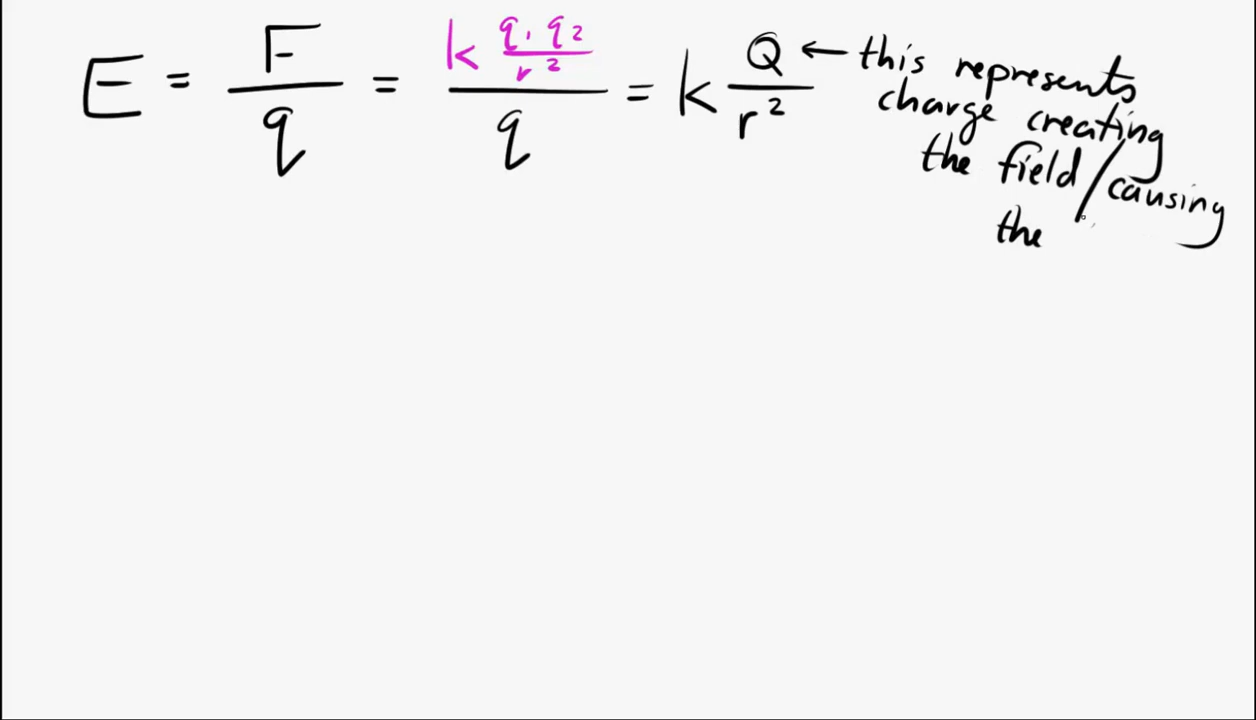 E = F/q = (k q₁ q₂/r²)/q = k Q/r² ← this represents
charge creating
the field/causing
the